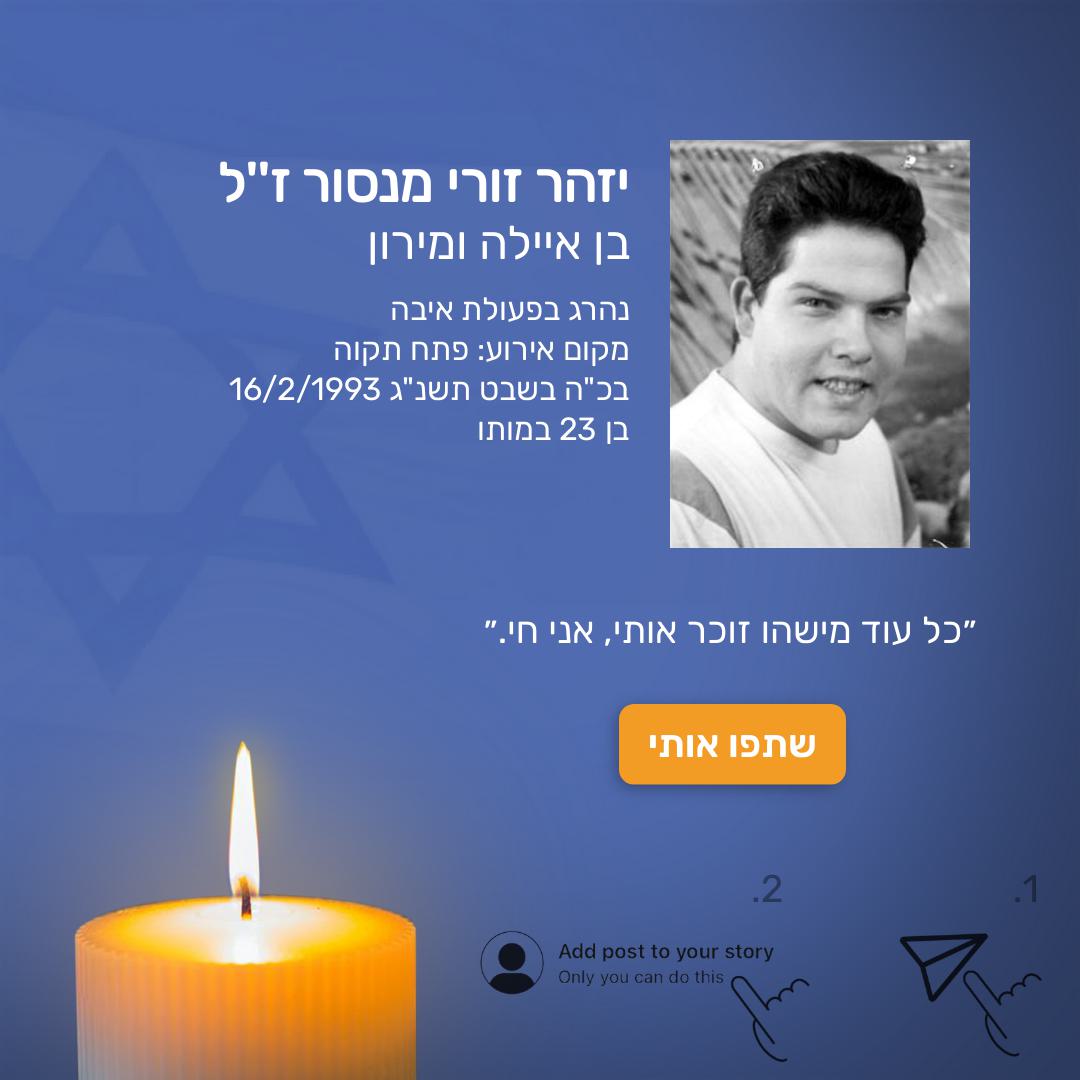 יזהר זורי מנסור ז"ל
בן איילה ומירון
נהרג בפעולת איבה
מקום אירוע: פתח תקוה
בכ"ה בשבט תשנ"ג 16/2/1993
בן 23 במותו
״כל עוד מישהו זוכר אותי, אני חי.״
שתפו אותי
1.
2.
Add post to your story
Only you can do this